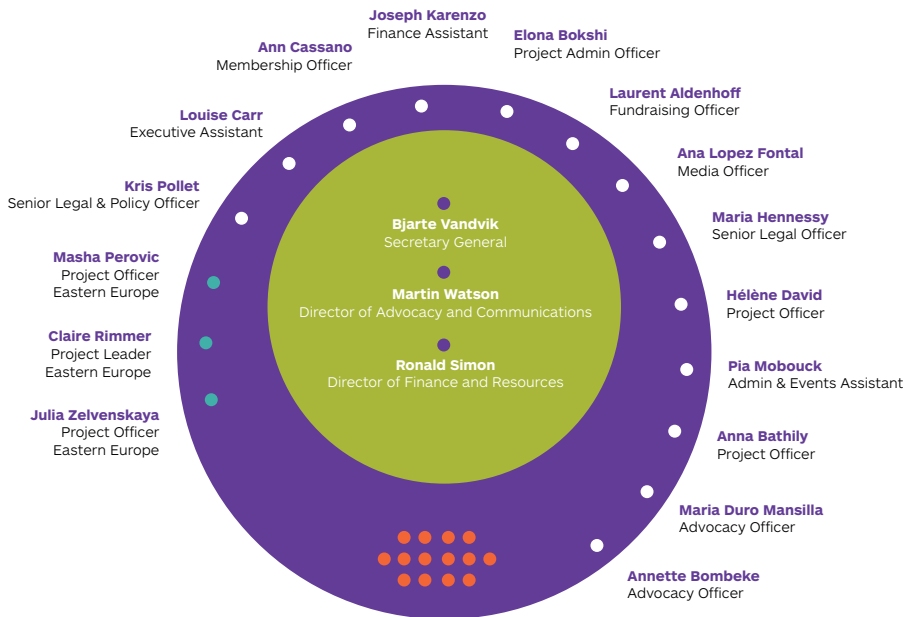 Joseph Karenzo
Finance Assistant
Elona Bokshi
Project Admin Officer
Ann Cassano
Membership Officer
Laurent Aldenhoff
Fundraising Officer
Louise Carr
Executive Assistant
Ana Lopez Fontal
Media Officer
Kris Pollet
Senior Legal & Policy Officer
Maria Hennessy
Senior Legal Officer
Bjarte Vandvik
Secretary General
Masha Perovic
Project Officer
Eastern Europe
Martin Watson
Director of Advocacy and Communications
Hélène David
Project Officer
Claire Rimmer
Project Leader
Eastern Europe
Ronald Simon
Director of Finance and Resources
Pia Mobouck
Admin & Events Assistant
Julia Zelvenskaya
Project Officer
Eastern Europe
Anna Bathily
Project Officer
Maria Duro Mansilla
Advocacy Officer
Annette Bombeke
Advocacy Officer